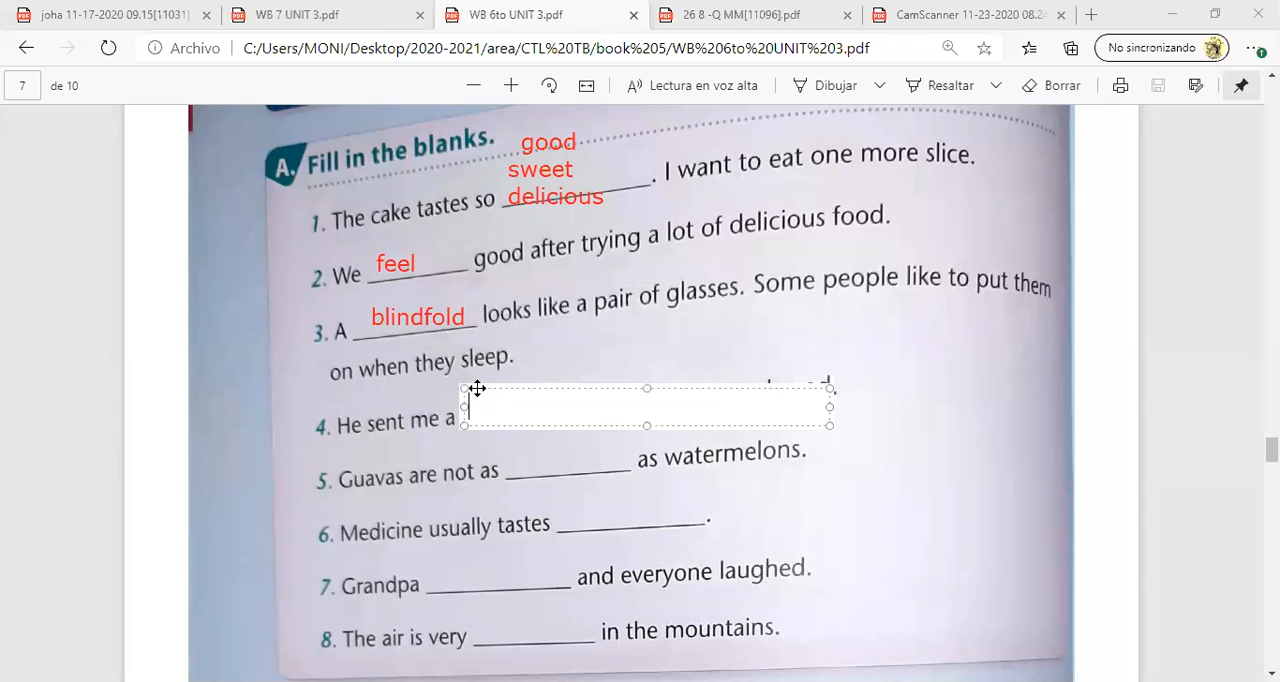 joha 11-17-2020 09.15[11031]
WB 7 UNIT 3.pdf
WB 6to UNIT 3.pdf
26 8 -Q MM[11096].pdf
CamScanner 11-23-2020 08.2
Archivo
C:/Users/MONI/Desktop/2020-2021/area/CTL%20TB/book%205/WB%206to%20UNIT%203.pdf
No sincronizando
7 de 10
Lectura en voz alta
Dibujar
Resaltar
Borrar
A. Fill in the blanks.
good
sweet
delicious
1. The cake tastes so ________. I want to eat one more slice.
2. We feel good after trying a lot of delicious food.
3. A blindfold looks like a pair of glasses. Some people like to put them
on when they sleep.
4. He sent me a
5. Guavas are not as ________ as watermelons.
6. Medicine usually tastes ________.
7. Grandpa ________ and everyone laughed.
8. The air is very ________ in the mountains.